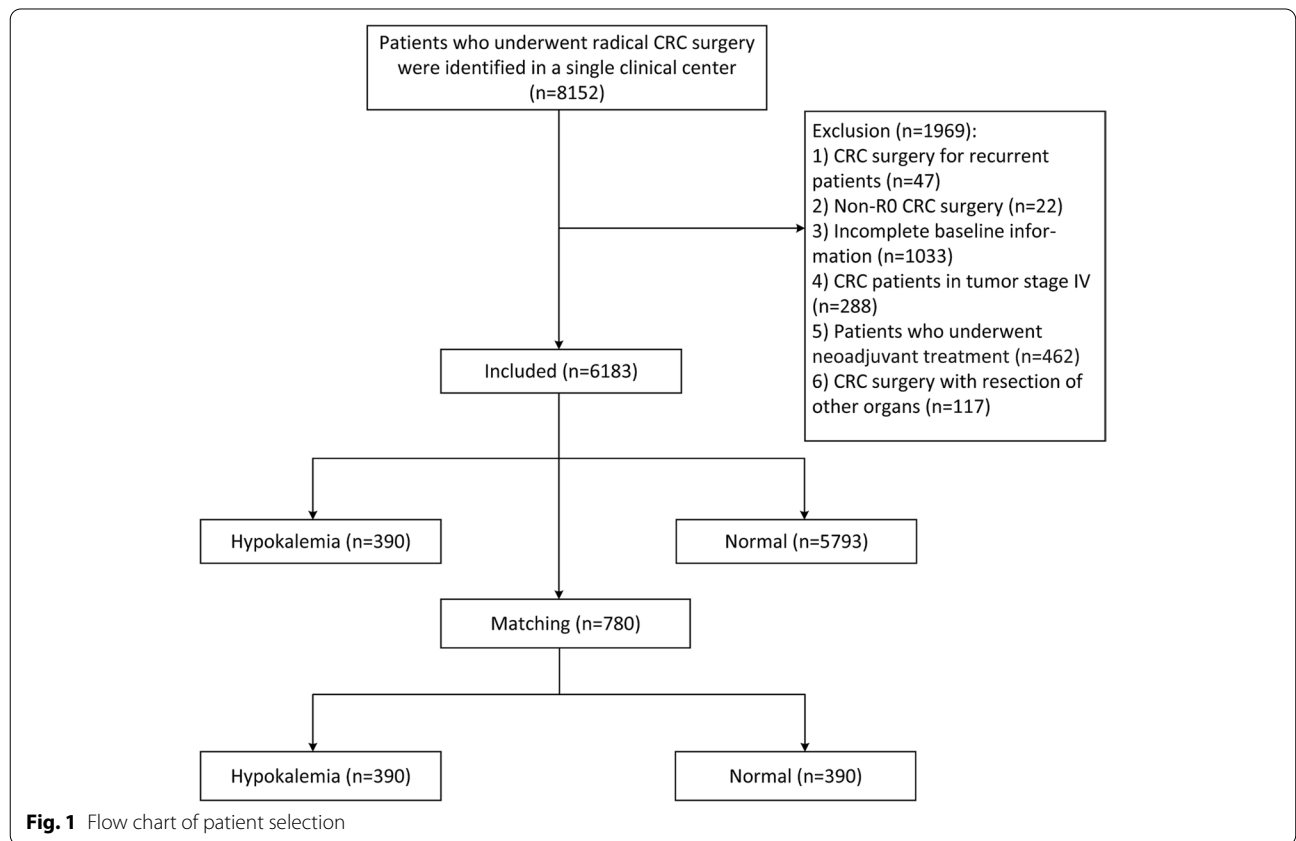 Patients who underwent radical CRC surgery
were identified in a single clinical center
(n=8152)
Exclusion (n=1969):
1) CRC surgery for recurrent
patients (n=47)
2) Non-R0 CRC surgery (n=22)
3) Incomplete baseline infor-
mation (n=1033)
4) CRC patients in tumor stage IV
(n=288)
5) Patients who underwent
neoadjuvant treatment (n=462)
6) CRC surgery with resection of
other organs (n=117)
Included (n=6183)
Hypokalemia (n=390)
Normal (n=5793)
Matching (n=780)
Hypokalemia (n=390)
Normal (n=390)
Fig. 1 Flow chart of patient selection